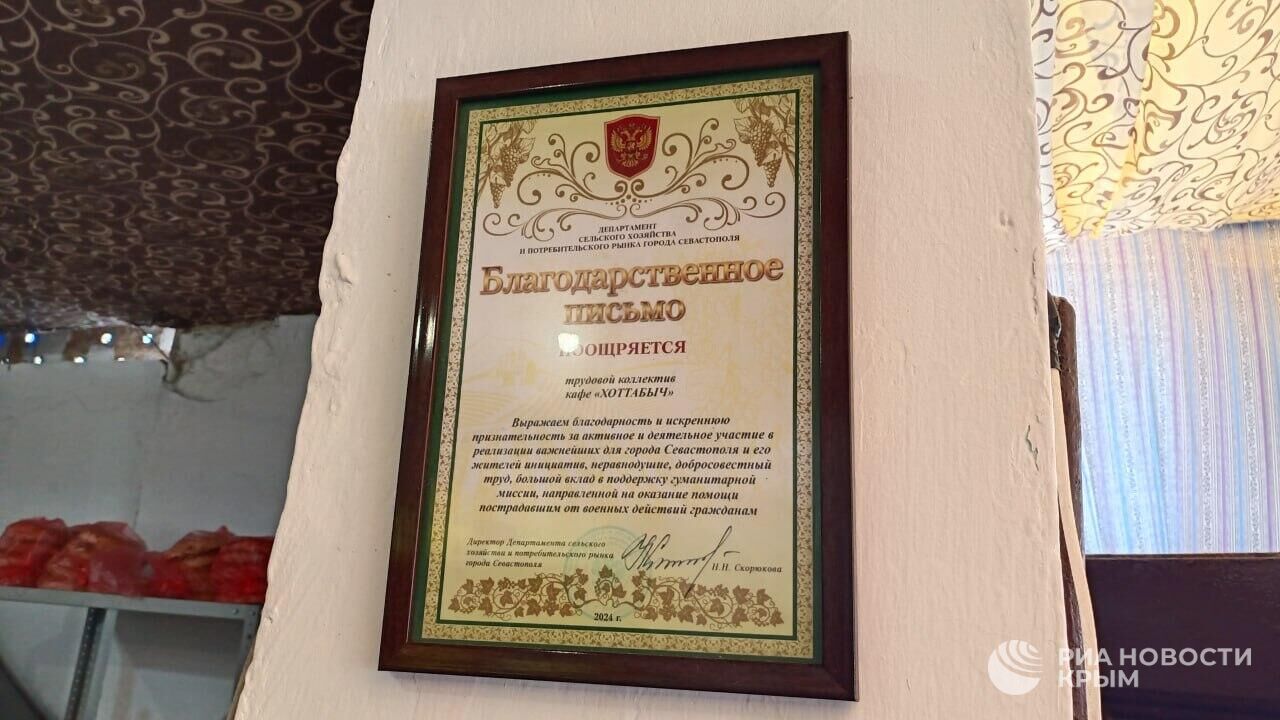 ДЕПАРТАМЕНТ
СЕЛЬСКОГО ХОЗЯЙСТВА
И ПОТРЕБИТЕЛЬСКОГО РЫНКА ГОРОДА СЕВАСТОПОЛЯ
Благодарственное
письмо
ПООЩРЯЕТСЯ
трудовой коллектив
кафе «ХОТТАБЫЧ»
Выражаем благодарность и искреннюю
признательность за активное и деятельное участие в
реализации важнейших для города Севастополя и его
жителей инициатив, неравнодушие, добросовестный
труд, большой вклад в поддержку гуманитарной
миссии, направленной на оказание помощи
пострадавшим от военных действий гражданам
Директор Департамента сельского
хозяйства и потребительского рынка
города Севастополя
Н.Н. Скорюкова
2024 г.
РИА НОВОСТИ
КРЫМ